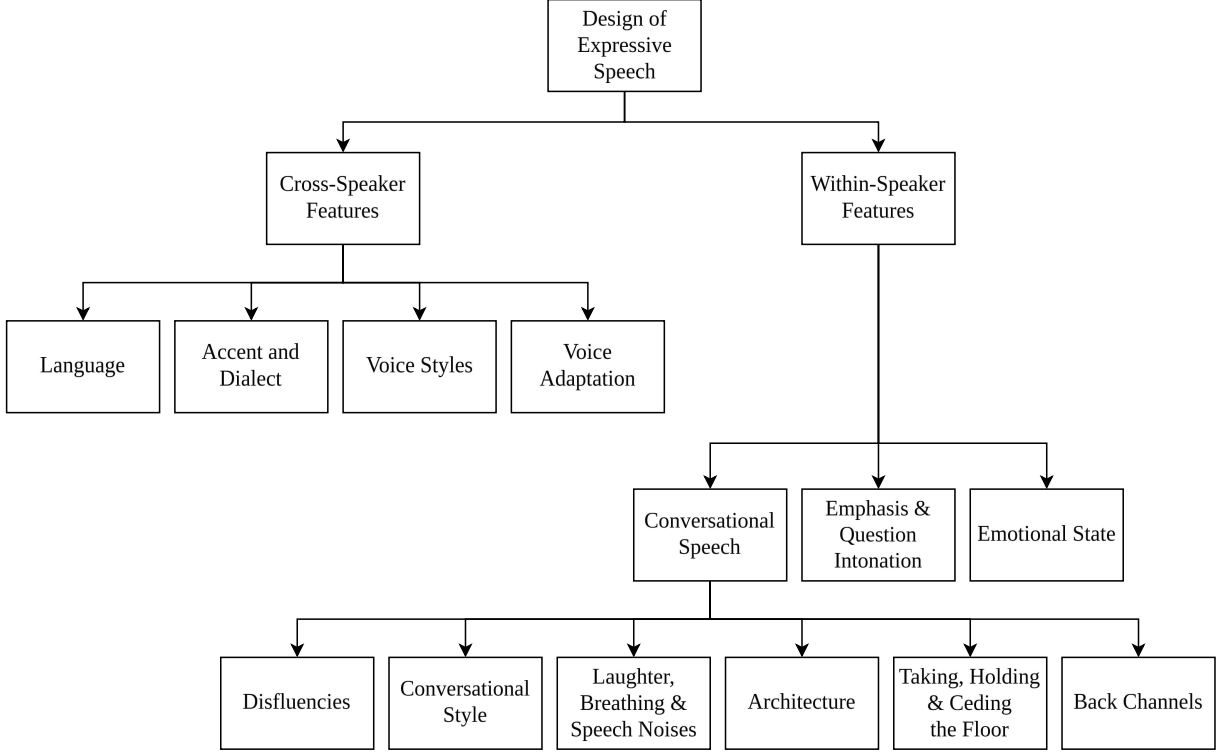 Design of
Expressive
Speech
Cross-Speaker
Features
Within-Speaker
Features
Language
Accent and
Dialect
Voice Styles
Voice
Adaptation
Conversational
Speech
Emphasis &
Question
Intonation
Emotional State
Disfluencies
Conversational
Style
Laughter,
Breathing &
Speech Noises
Architecture
Taking, Holding
& Ceding
the Floor
Back Channels